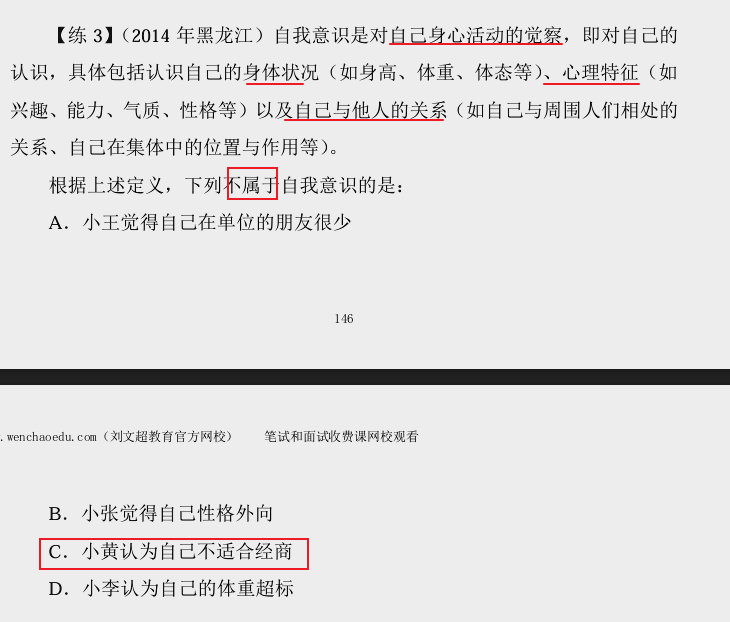 【练 3】（2014 年黑龙江）自我意识是对自己身心活动的觉察，即对自己的
认识，具体包括认识自己的身体状况（如身高、体重、体态等）、心理特征（如
兴趣、能力、气质、性格等）以及自己与他人的关系（如自己与周围人们相处的
关系、自己在集体中的位置与作用等）。
根据上述定义，下列不属于自我意识的是：
A．小王觉得自己在单位的朋友很少
146
.wenchaoedu.com（刘文超教育官方网校） 笔试和面试收费课网校观看
B．小张觉得自己性格外向
C．小黄认为自己不适合经商
D．小李认为自己的体重超标